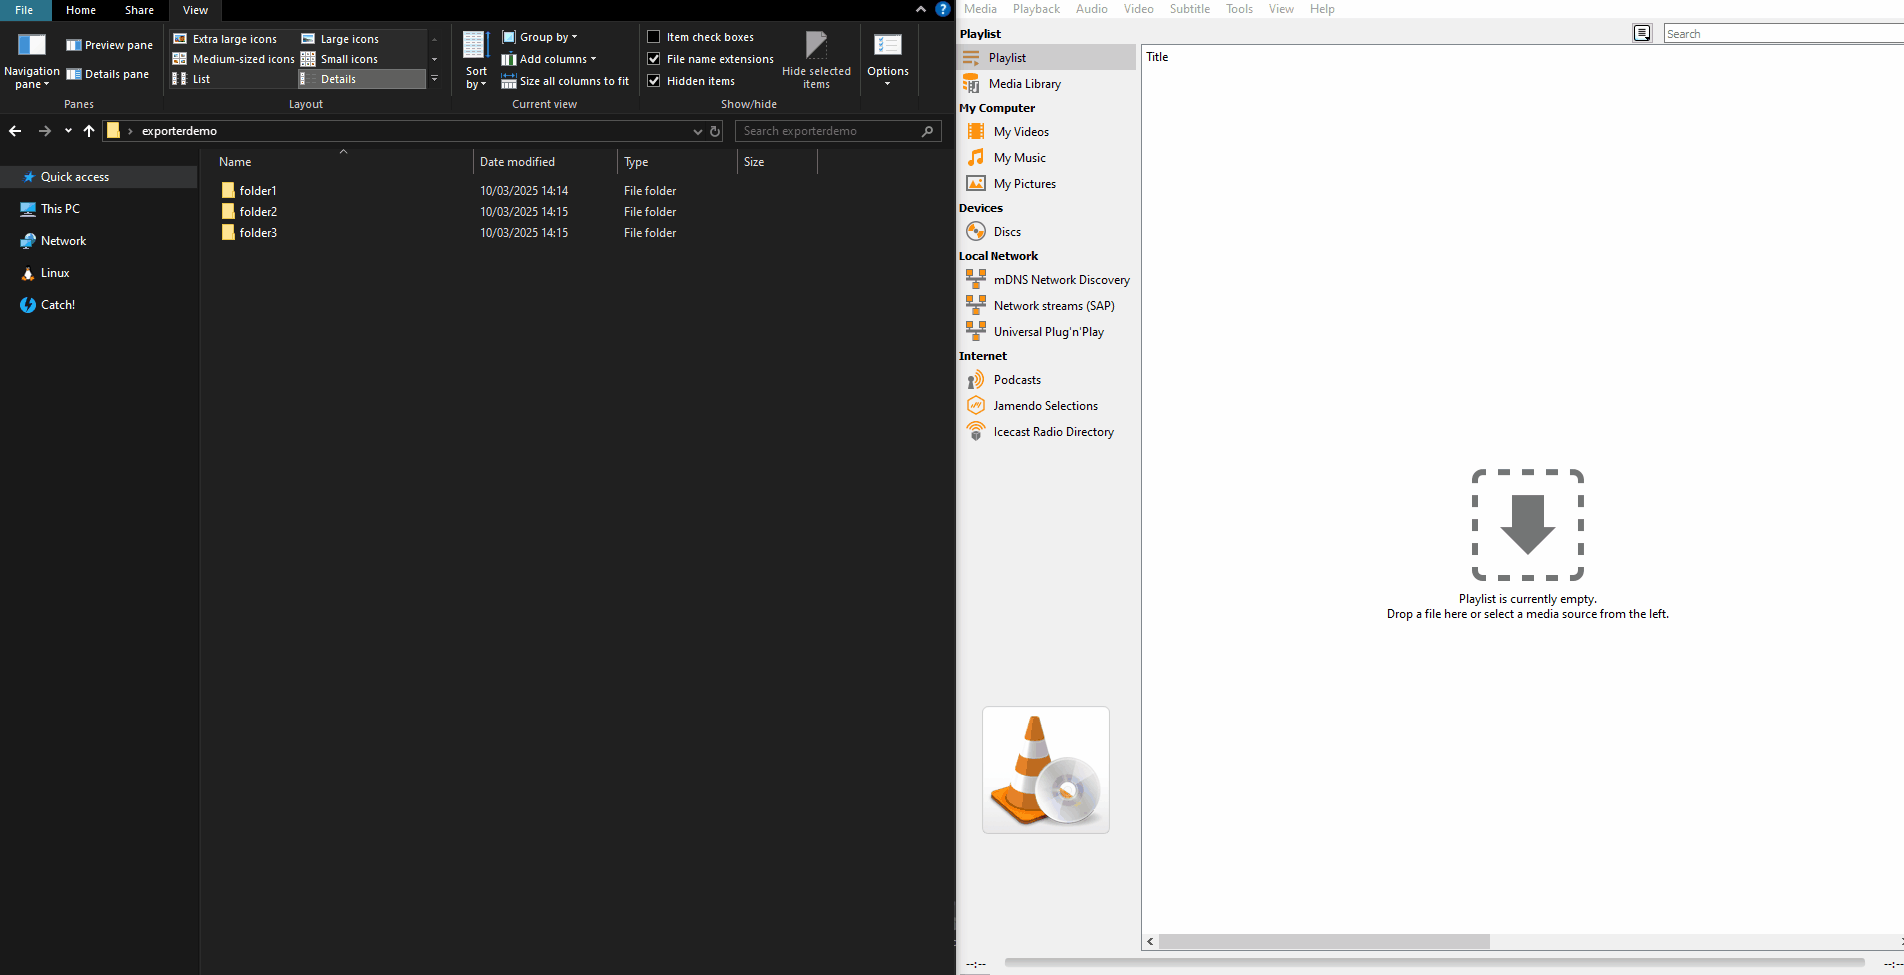 File Home Share View
Navigation pane
Preview pane
Details pane
Panes
Extra large icons Large icons
Medium-sized icons Small icons
List Details
Layout
Sort by
Group by
Add columns
Size all columns to fit
Current view
Item check boxes
File name extensions
Hidden items
Hide selected items
Show/hide
Options
exporterdemo
Search exporterdemo
Quick access
This PC
Network
Linux
Catch!
Name Date modified Type Size
folder1 10/03/2025 14:14 File folder
folder2 10/03/2025 14:15 File folder
folder3 10/03/2025 14:15 File folder
Media Playback Audio Video Subtitle Tools View Help
Playlist
Search
Playlist
Media Library
My Computer
My Videos
My Music
My Pictures
Devices
Discs
Local Network
mDNS Network Discovery
Network streams (SAP)
Universal Plug'n'Play
Internet
Podcasts
Jamendo Selections
Icecast Radio Directory
Title
Playlist is currently empty.
Drop a file here or select a media source from the left.
--:-- --:--